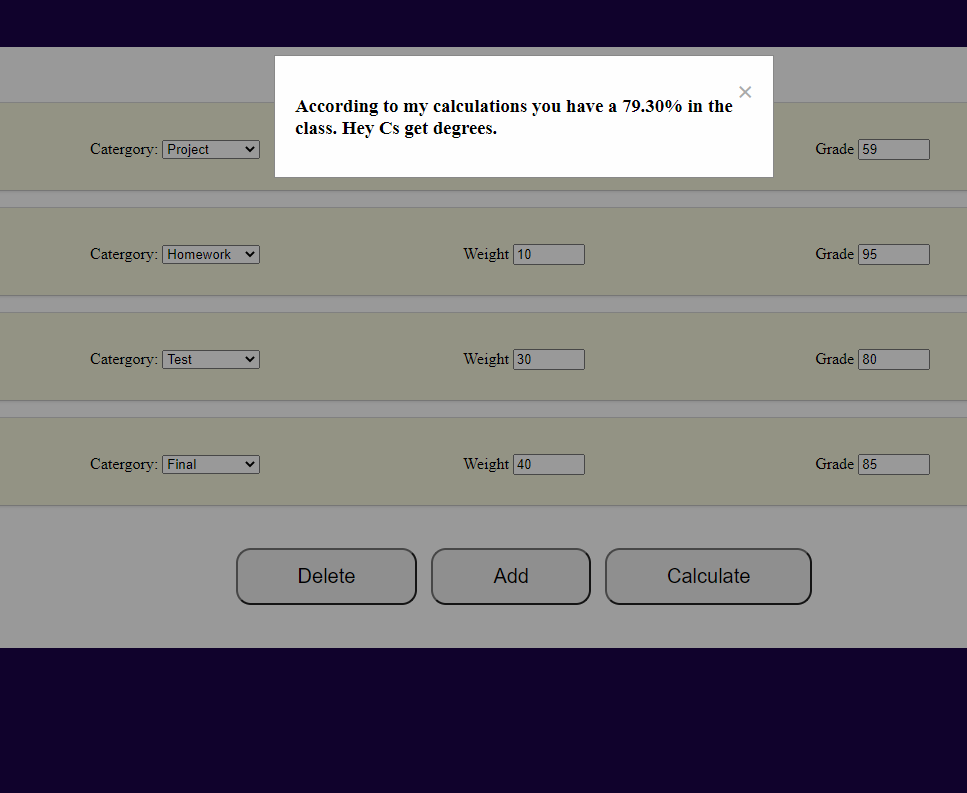 According to my calculations you have a 79.30% in the
class. Hey Cs get degrees.
×
Catergory: Project Grade 59
Catergory: Homework Weight 10 Grade 95
Catergory: Test Weight 30 Grade 80
Catergory: Final Weight 40 Grade 85
Delete Add Calculate